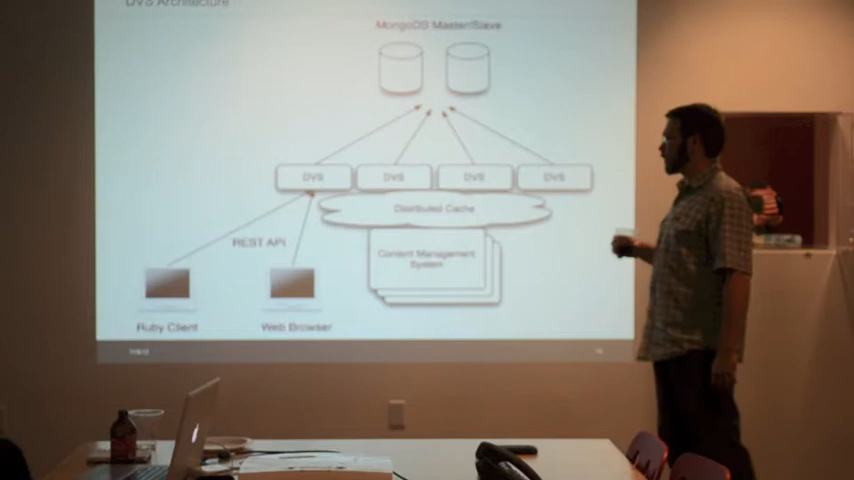 DVS Architecture
MongoDB Master/Slave
DVS
DVS
DVS
DVS
Distributed Cache
REST API
Content Management
System
Ruby Client
Web Browser